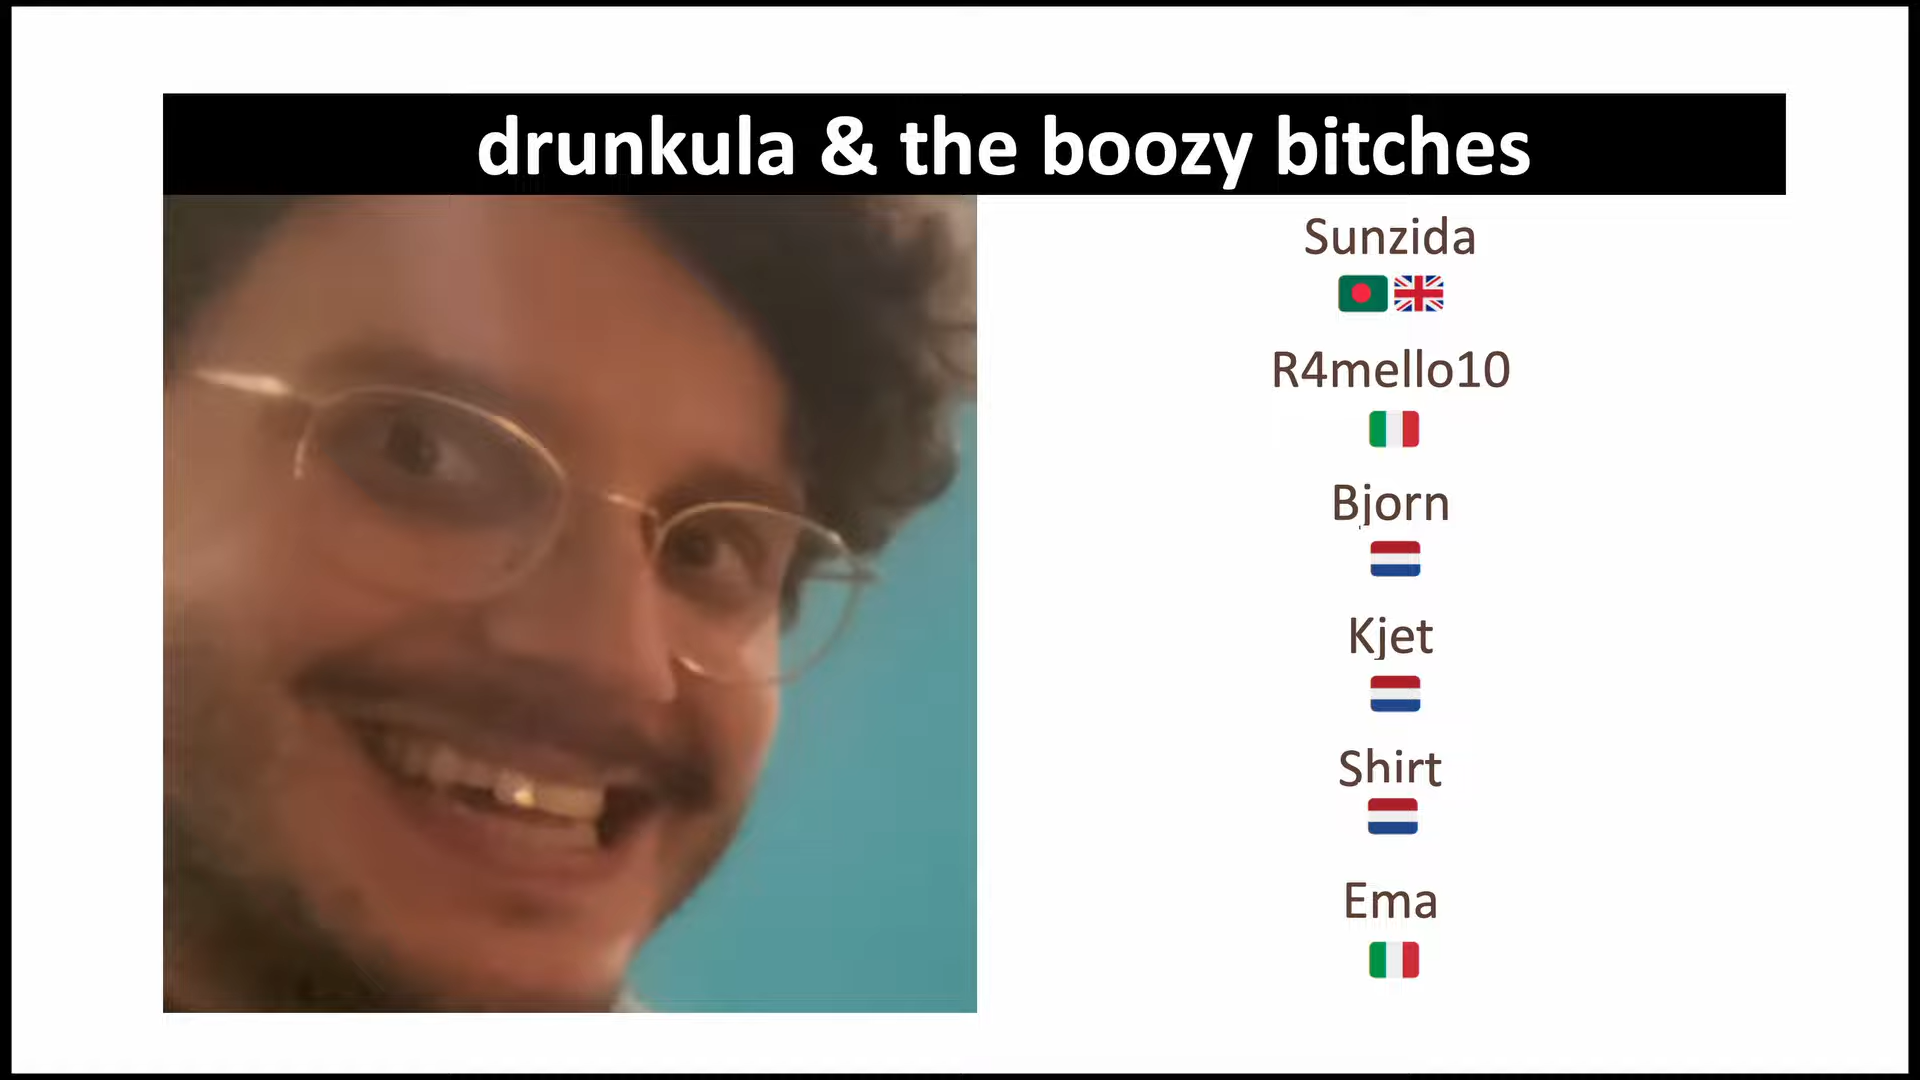 drunkula & the boozy bitches
Sunzida
R4mello10
Bjorn
Kjet
Shirt
Ema